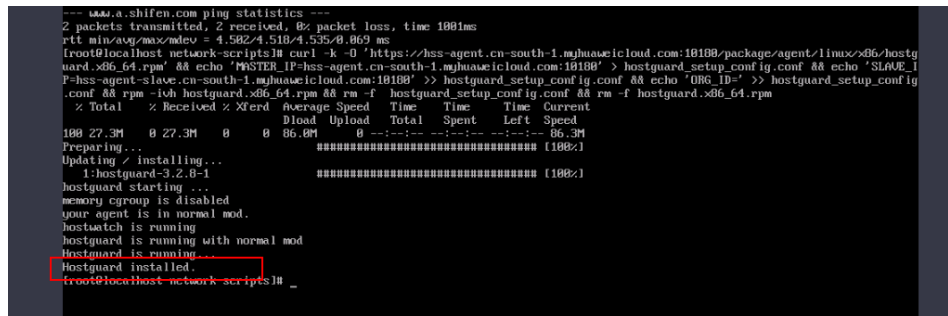 --- www.a.shifen.com ping statistics ---
2 packets transmitted, 2 received, 0% packet loss, time 1001ms
rtt min/avg/max/mdev = 4.502/4.518/4.535/0.069 ms
[root@localhost network-scripts]# curl -k -O 'https://hss-agent.cn-south-1.myhuaweicloud.com:10180/package/agent/linux/x86/hostg
uard.x86_64.rpm' && echo 'MASTER_IP=hss-agent.cn-south-1.myhuaweicloud.com:10180' > hostguard_setup_config.conf && echo 'SLAVE_I
P=hss-agent-slave.cn-south-1.myhuaweicloud.com:10180' >> hostguard_setup_config.conf && echo 'ORG_ID=' >> hostguard_setup_config
.conf && rpm -ivh hostguard.x86_64.rpm && rm -f  hostguard_setup_config.conf && rm -f hostguard.x86_64.rpm
% Total % Received % Xferd Average Speed Time Time Time Current
Dload Upload Total Spent Left Speed
100 27.3M 0 27.3M 0 0 86.0M 0 --:--:-- --:--:-- --:--:-- 86.3M
Preparing... ################################# [100%]
Updating / installing...
1:hostguard-3.2.8-1 ################################# [100%]
hostguard starting ...
memory cgroup is disabled
your agent is in normal mod.
hostwatch is running
hostguard is running with normal mod
Hostguard is running...
Hostguard installed.
[root@localhost network-scripts]# _